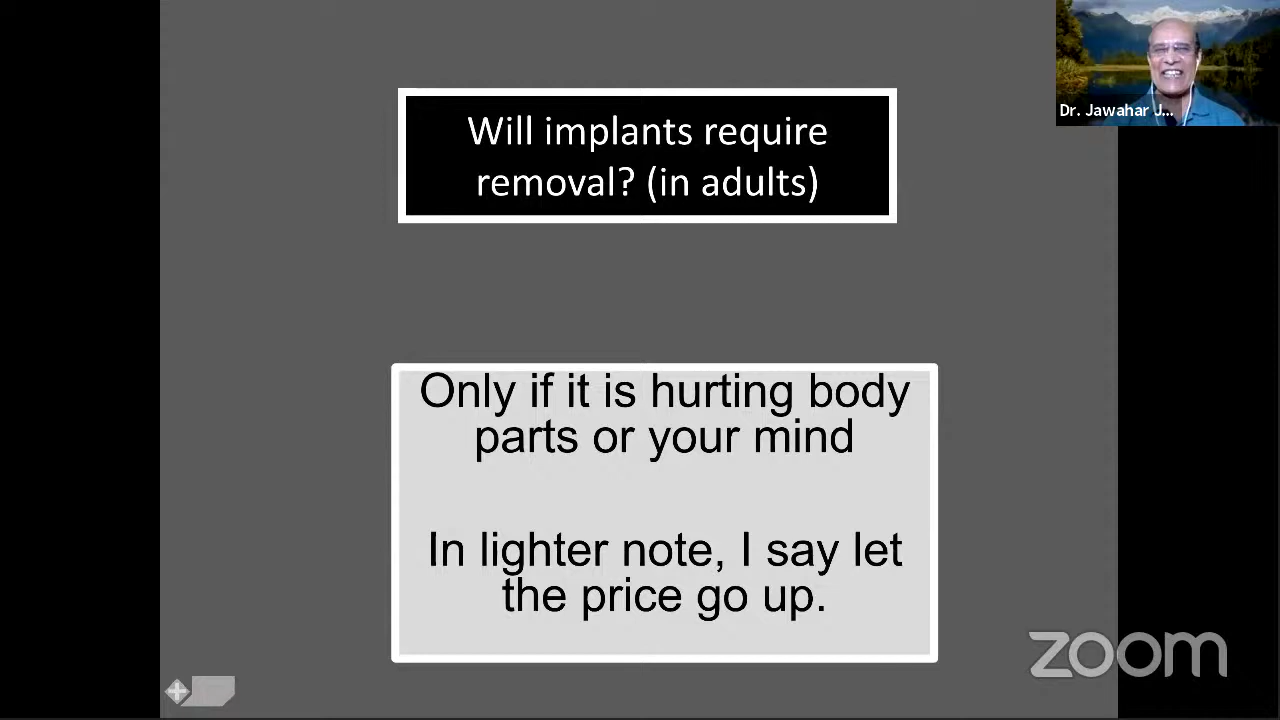 Dr. Jawahar J...
Will implants require
removal? (in adults)
Only if it is hurting body
parts or your mind
In lighter note, I say let
the price go up.
zoom